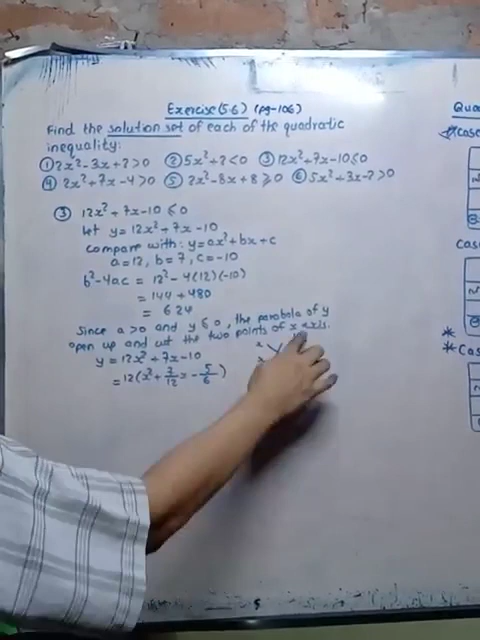 Exercise(5.6) (pg-106)
Find the solution set of each of the quadratic
inequality:
① 2x²-3x+2>0 ② 5x²+2<0 ③ 12x²+7x-10≤0
④ 2x²+7x-4>0 ⑤ 2x²-8x+8≥0 ⑥ 5x²+3x-2>0
③ 12x²+7x-10≤0
Let y=12x²+7x-10
compare with: y=ax²+bx+c
a=12, b=7, c=-10
b²-4ac = 12²-4(12)(-10)
= 144+480
= 624
Since a>0 and y≤0, the parabola of y
open up and cut the two points of x axis.
y=12x²+7x-10
=12(x²+7/12 x-5/6)